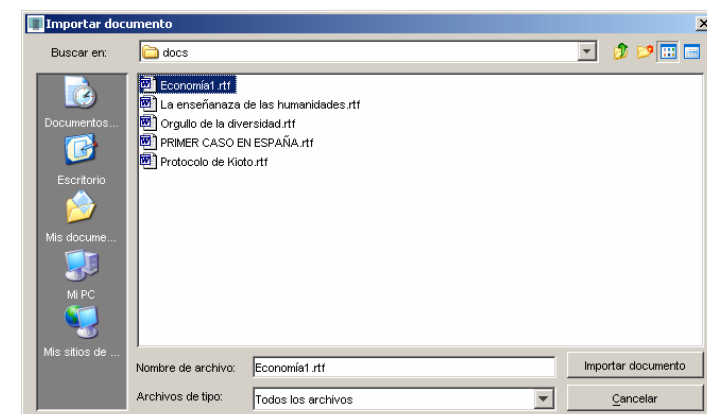 Importar documento
Buscar en:
docs
Economía1.rtf
La enseñanaza de las humanidades.rtf
Orgullo de la diversidad.rtf
PRIMER CASO EN ESPAÑA.rtf
Protocolo de Kioto.rtf
Documentos...
Escritorio
Mis docume...
Mi PC
Mis sitios de ...
Nombre de archivo:
Economía1.rtf
Importar documento
Archivos de tipo:
Todos los archivos
Cancelar